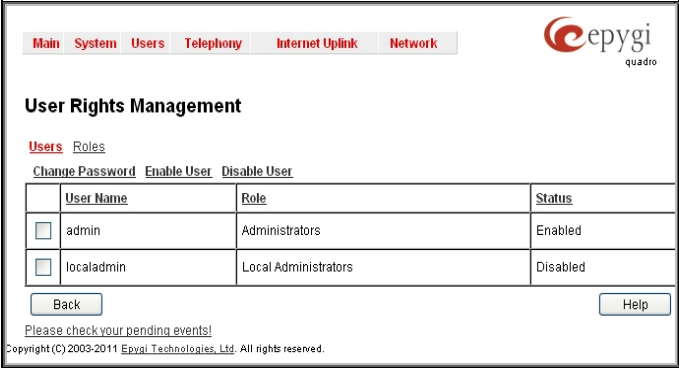 Main System Users Telephony Internet Uplink Network
epygi
quadro
User Rights Management
Users Roles
Change Password Enable User Disable User
User Name Role Status
admin Administrators Enabled
localadmin Local Administrators Disabled
Back Help
Please check your pending events!
Copyright (C) 2003-2011 Epygi Technologies, Ltd. All rights reserved.